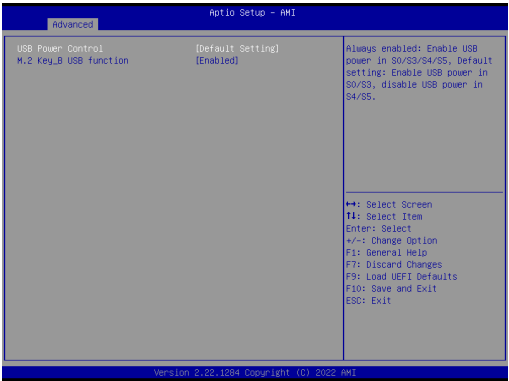 Aptio Setup - AMI
Advanced
USB Power Control [Default Setting]
M.2 Key_B USB function [Enabled]
Always enabled: Enable USB
power in S0/S3/S4/S5, Default
setting: Enable USB power in
S0/S3, disable USB power in
S4/S5.
↔: Select Screen
↑↓: Select Item
Enter: Select
+/-: Change Option
F1: General Help
F7: Discard Changes
F9: Load UEFI Defaults
F10: Save and Exit
ESC: Exit
Version 2.22.1284 Copyright (C) 2022 AMI